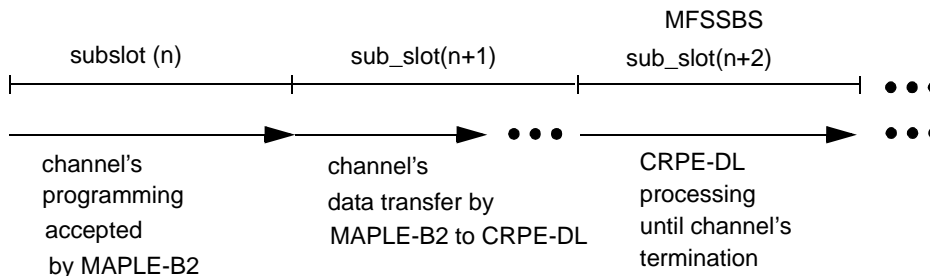 MFSSBS
subslot (n)
sub_slot(n+1)
sub_slot(n+2)
channel's
programming
accepted
by MAPLE-B2
channel's
data transfer by
MAPLE-B2 to CRPE-DL
CRPE-DL
processing
until channel's
termination